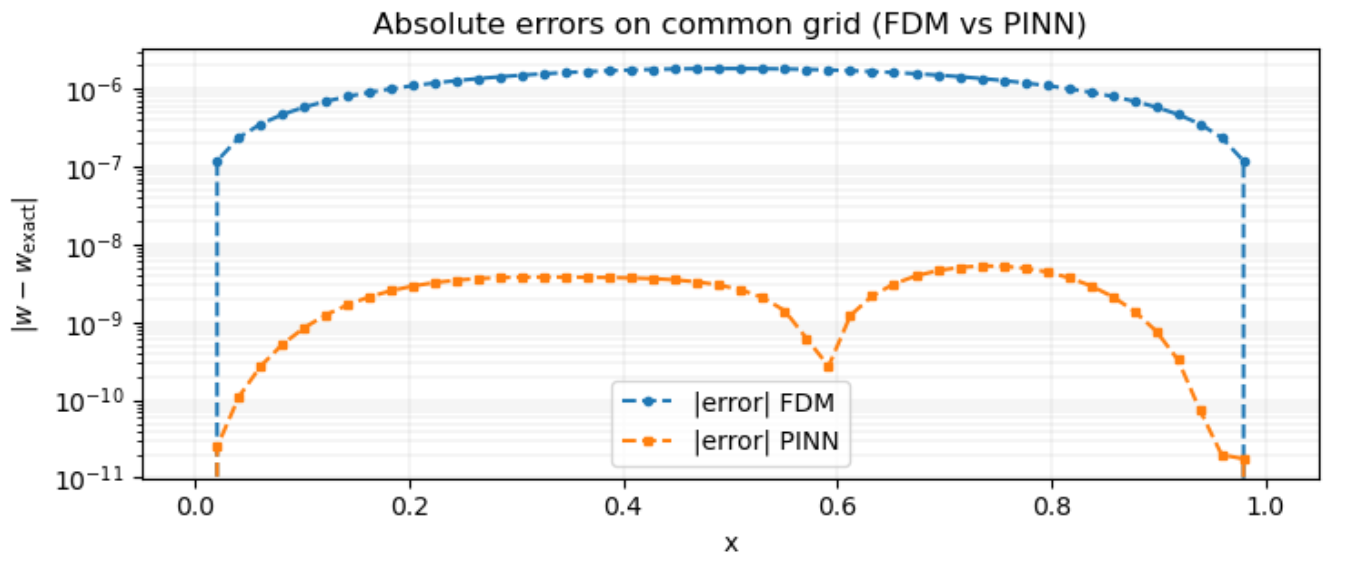 Absolute errors on common grid (FDM vs PINN)
|w − w_exact|
10⁻⁶
10⁻⁷
10⁻⁸
10⁻⁹
10⁻¹⁰
10⁻¹¹
|error| FDM
|error| PINN
0.0 0.2 0.4 0.6 0.8 1.0
x